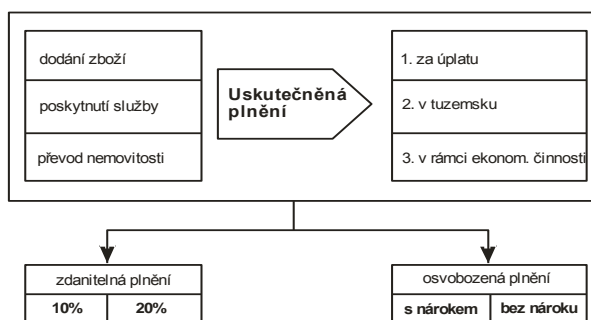 dodání zboží
poskytnutí služby
převod nemovitosti
Uskutečněná
plnění
1. za úplatu
2. v tuzemsku
3. v rámci ekonom. činnosti
zdanitelná plnění
10%
20%
osvobozená plnění
s nárokem
bez nároku